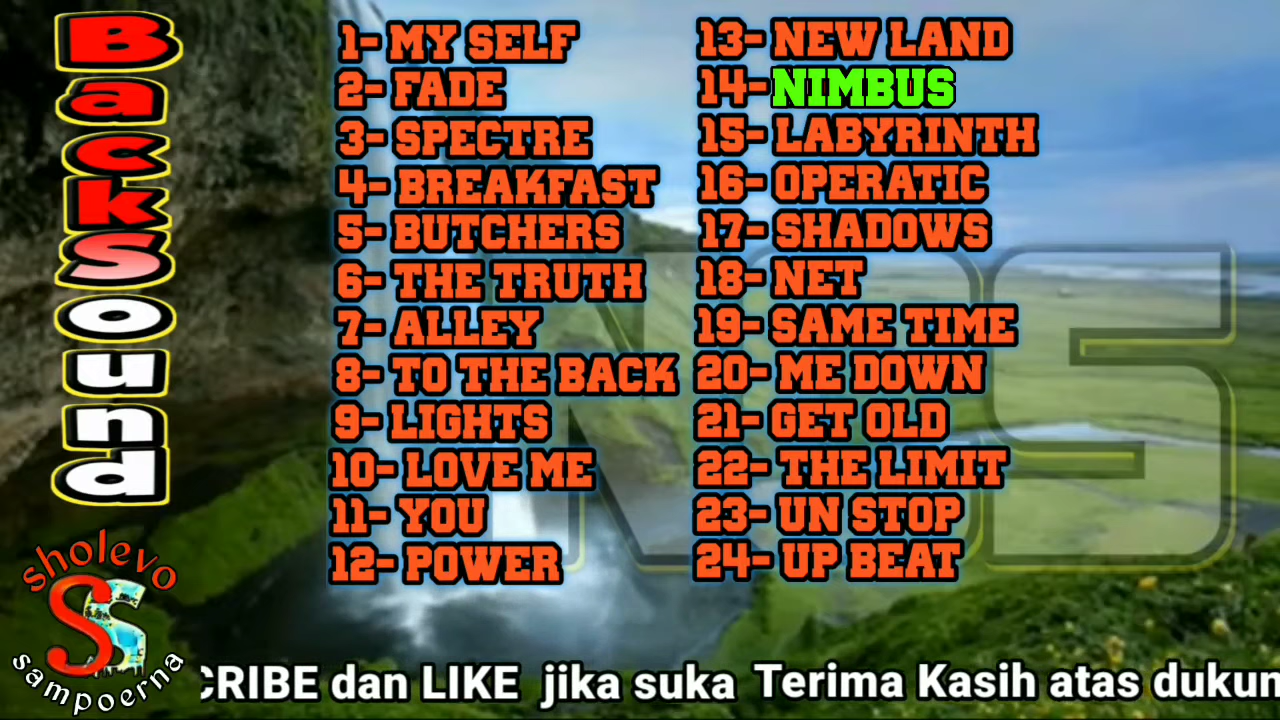 Backsound
1- MY SELF
2- FADE
3- SPECTRE
4- BREAKFAST
5- BUTCHERS
6- THE TRUTH
7- ALLEY
8- TO THE BACK
9- LIGHTS
10- LOVE ME
11- YOU
12- POWER
13- NEW LAND
14- NIMBUS
15- LABYRINTH
16- OPERATIC
17- SHADOWS
18- NET
19- SAME TIME
20- ME DOWN
21- GET OLD
22- THE LIMIT
23- UN STOP
24- UP BEAT
sholevo
SS
sampoerna
CRIBE dan LIKE jika suka Terima Kasih atas dukun